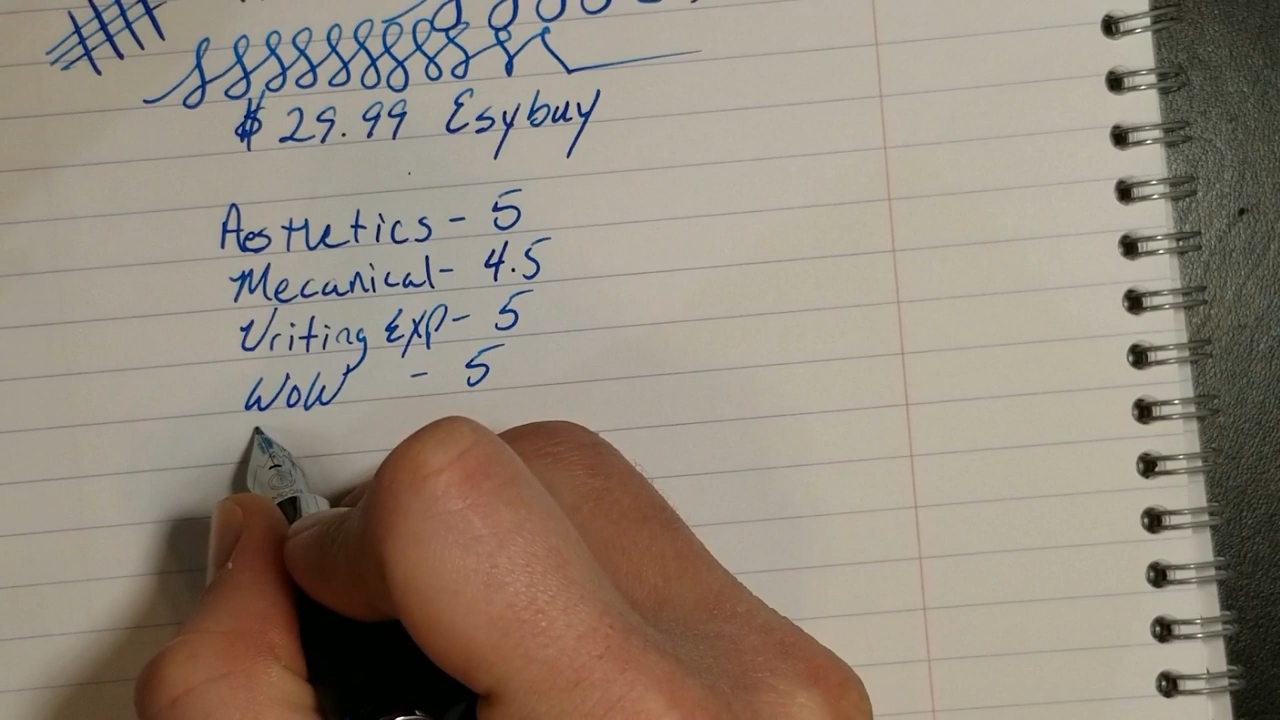 $ 29.99 Esybuy
Aesthetics - 5
Mecanical - 4.5
Writing Exp - 5
WoW - 5